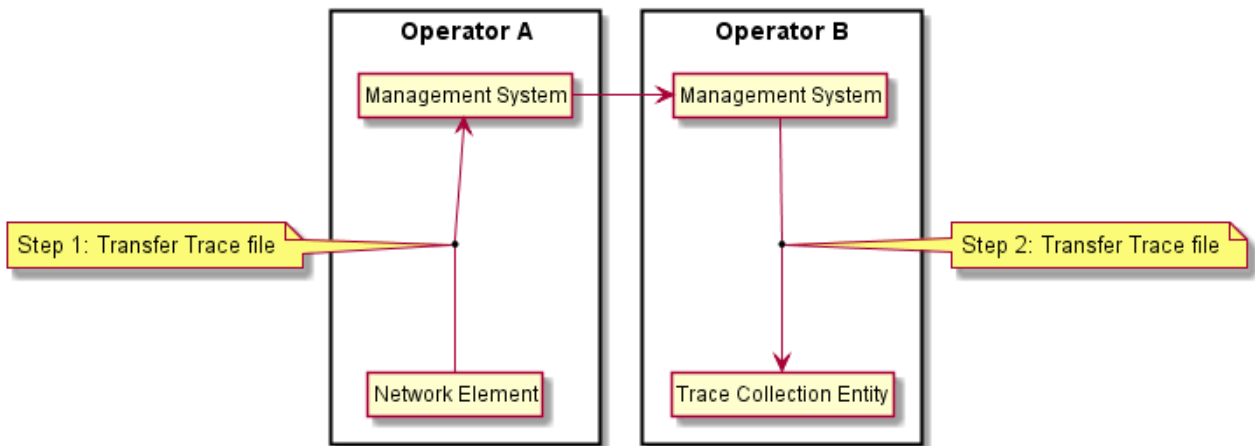 Operator A
Operator B
Management System
Management System
Step 1: Transfer Trace file
Step 2: Transfer Trace file
Network Element
Trace Collection Entity